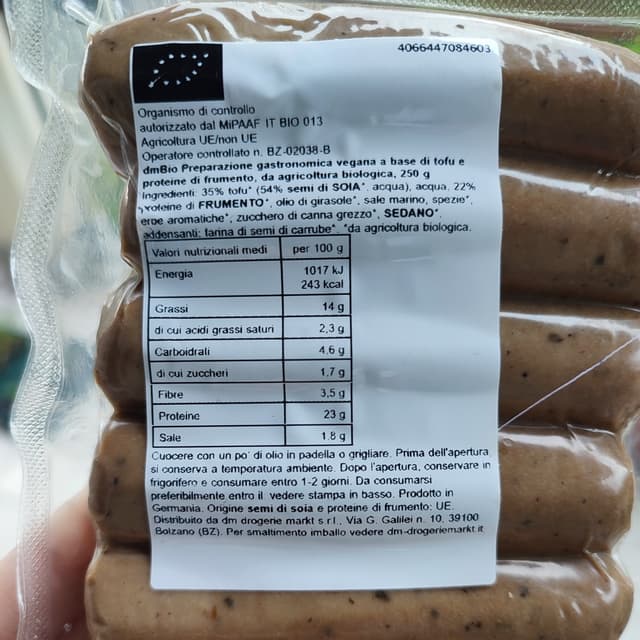 4066447084603
Organismo di controllo
autorizzato dal MiPAAF IT BIO 013
Agricoltura UE/non UE
Operatore controllato n. BZ-02038-B
dmBio Preparazione gastronomica vegana a base di tofu e
proteine di frumento, da agricoltura biologica, 250 g
Ingredienti: 35% tofu* (54% semi di SOIA*, acqua), acqua, 22%
proteine di FRUMENTO*, olio di girasole*, sale marino, spezie*,
erbe aromatiche*, zucchero di canna grezzo*, SEDANO*,
addensanti: farina di semi di carrube*. *da agricoltura biologica.
Valori nutrizionali medi per 100 g
Energia 1017 kJ
243 kcal
Grassi 14 g
di cui acidi grassi saturi 2,3 g
Carboidrati 4,6 g
di cui zuccheri 1,7 g
Fibre 3,5 g
Proteine 23 g
Sale 1,8 g
Cuocere con un po' di olio in padella o grigliare. Prima dell'apertura,
si conserva a temperatura ambiente. Dopo l'apertura, conservare in
frigorifero e consumare entro 1-2 giorni. Da consumarsi
preferibilmente entro il: vedere stampa in basso. Prodotto in
Germania. Origine semi di soia e proteine di frumento: UE.
Distribuito da dm drogerie markt s.r.l., Via G. Galilei n. 10, 39100
Bolzano (BZ). Per smaltimento imballo vedere dm-drogeriemarkt.it